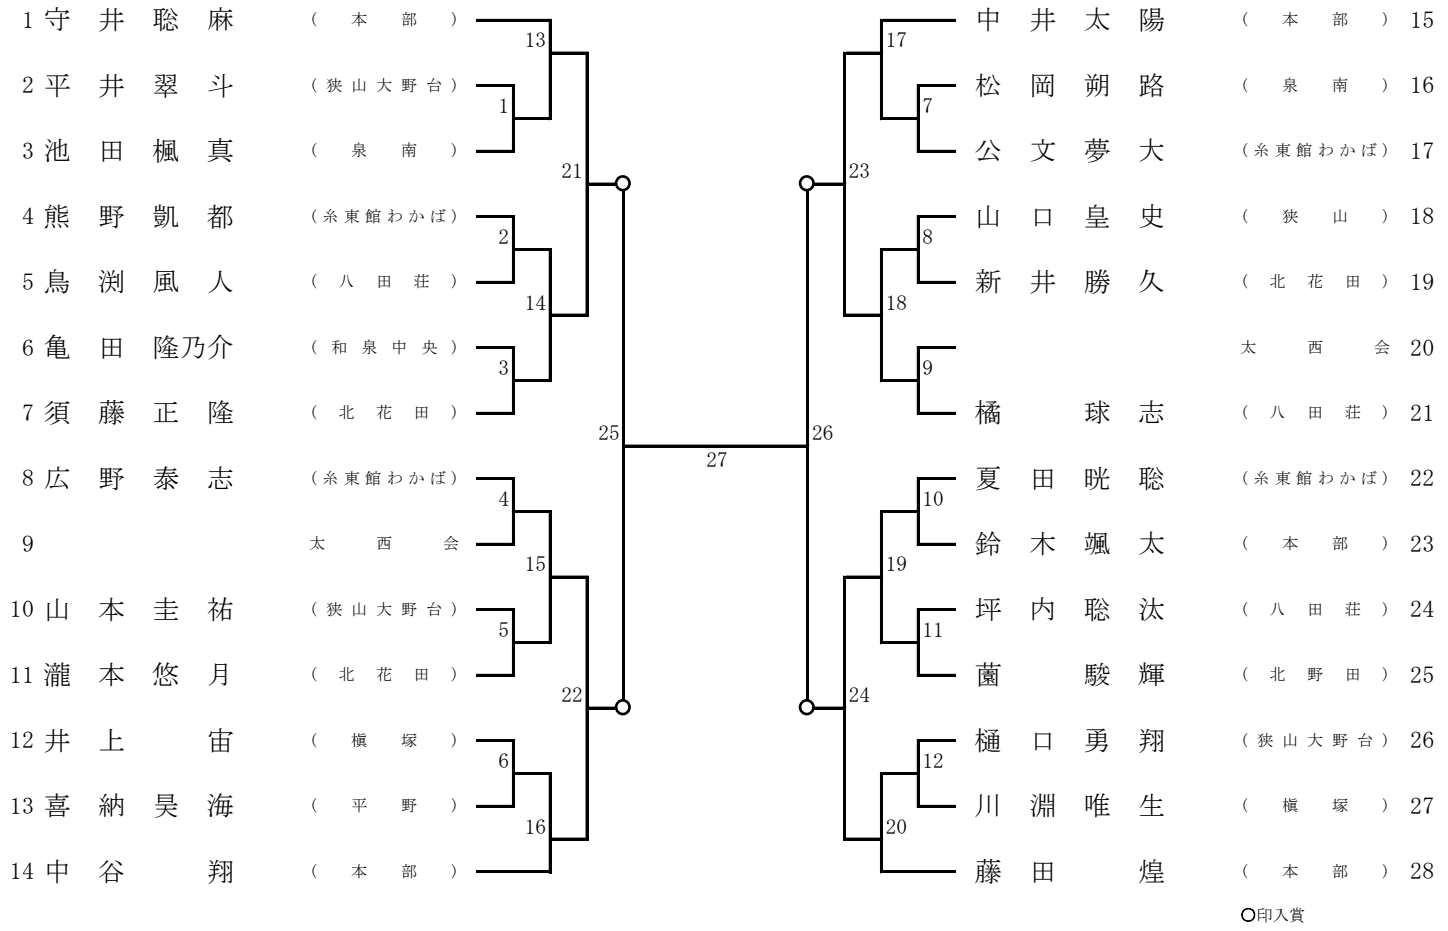 1 守井聡麻 (本部) 中井太陽 (本部) 15
13 17
2 平井翠斗 (狭山大野台) 松岡朔路 (泉南) 16
1 7
3 池田楓真 (泉南) 公文夢大 (糸東館わかば) 17
21 23
4 熊野凱都 (糸東館わかば) 山口皇史 (狭山) 18
2 8
5 鳥渕風人 (八田荘) 新井勝久 (北花田) 19
14 18
6 亀田隆乃介 (和泉中央) 太西会 20
3 9
7 須藤正隆 (北花田) 橘球志 (八田荘) 21
25 26
27
8 広野泰志 (糸東館わかば) 夏田晄聡 (糸東館わかば) 22
4 10
9 太西会 鈴木颯太 (本部) 23
15 19
10 山本圭祐 (狭山大野台) 坪内聡汰 (八田荘) 24
5 11
11 瀧本悠月 (北花田) 薗駿輝 (北野田) 25
22 24
12 井上宙 (槇塚) 樋口勇翔 (狭山大野台) 26
6 12
13 喜納昊海 (平野) 川淵唯生 (槇塚) 27
16 20
14 中谷翔 (本部) 藤田煌 (本部) 28
○印入賞